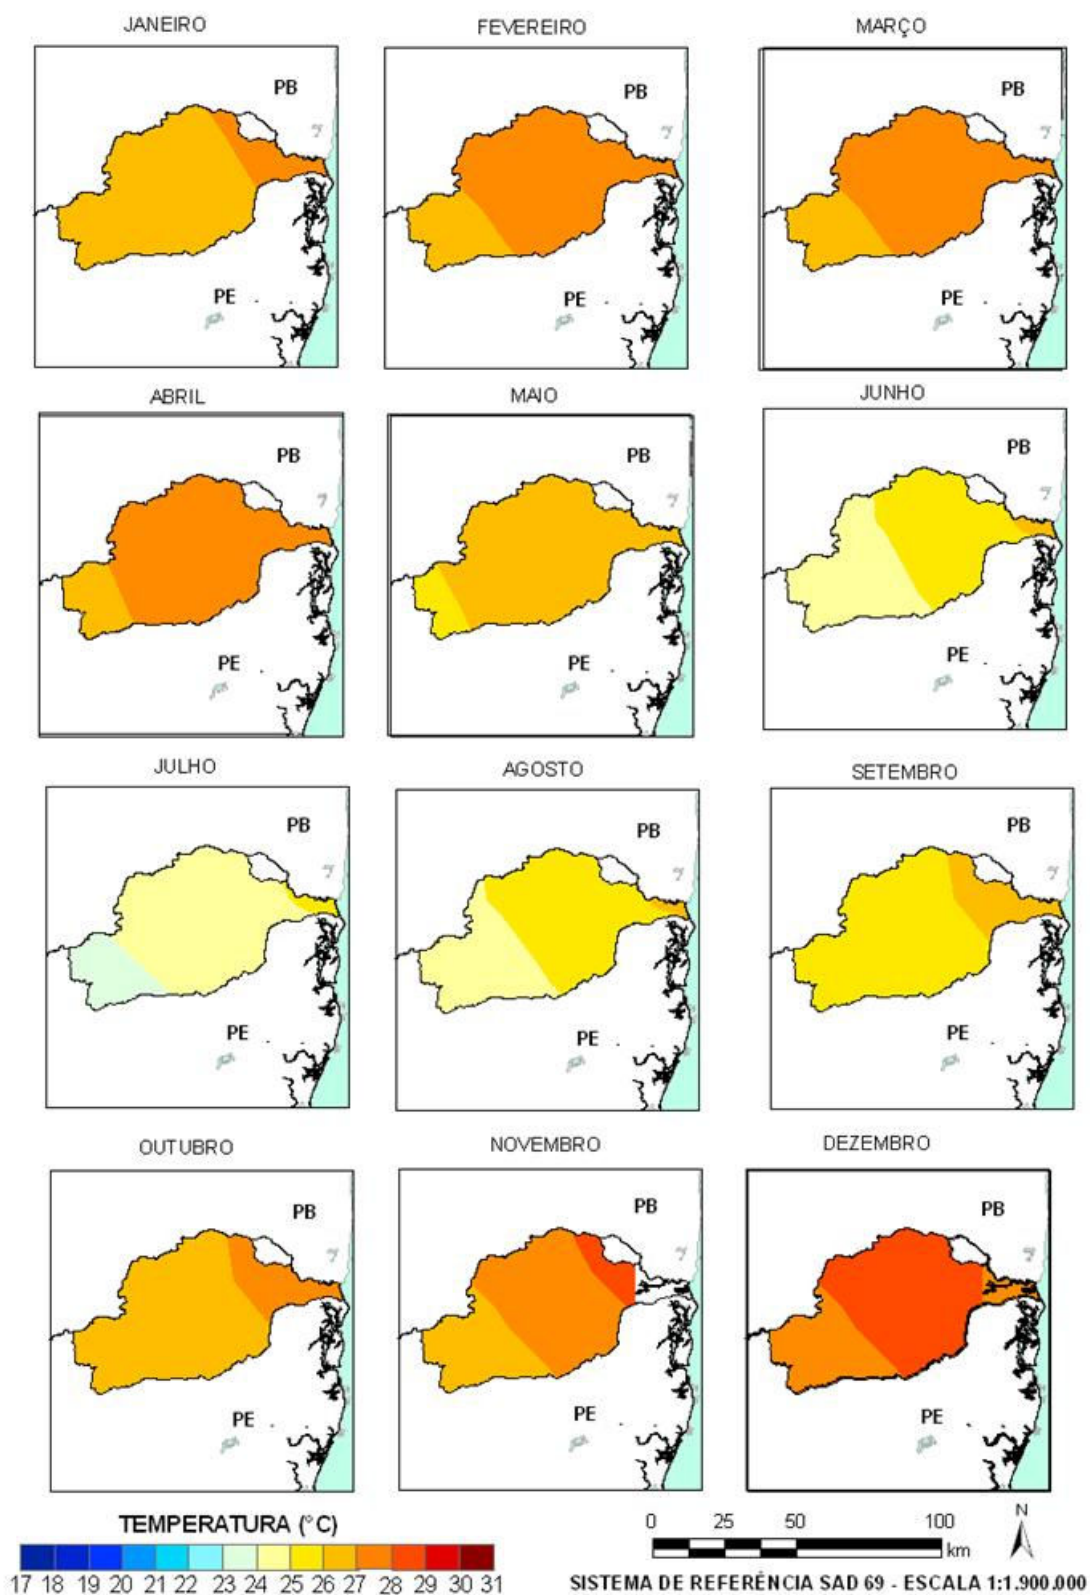 JANEIRO
FEVEREIRO
MARÇO
PB
PB
PB
PE
PE
PE
ABRIL
MAIO
JUNHO
PB
PB
PB
PE
PE
PE
JULHO
AGOSTO
SETEMBRO
PB
PB
PB
PE
PE
PE
OUTUBRO
NOVEMBRO
DEZEMBRO
PB
PB
PB
PE
PE
PE
TEMPERATURA (°C)
17 18 19 20 21 22 23 24 25 26 27 28 29 30 31
0 25 50 100
km
N
SISTEMA DE REFERÊNCIA SAD 69 - ESCALA 1:1.900.000